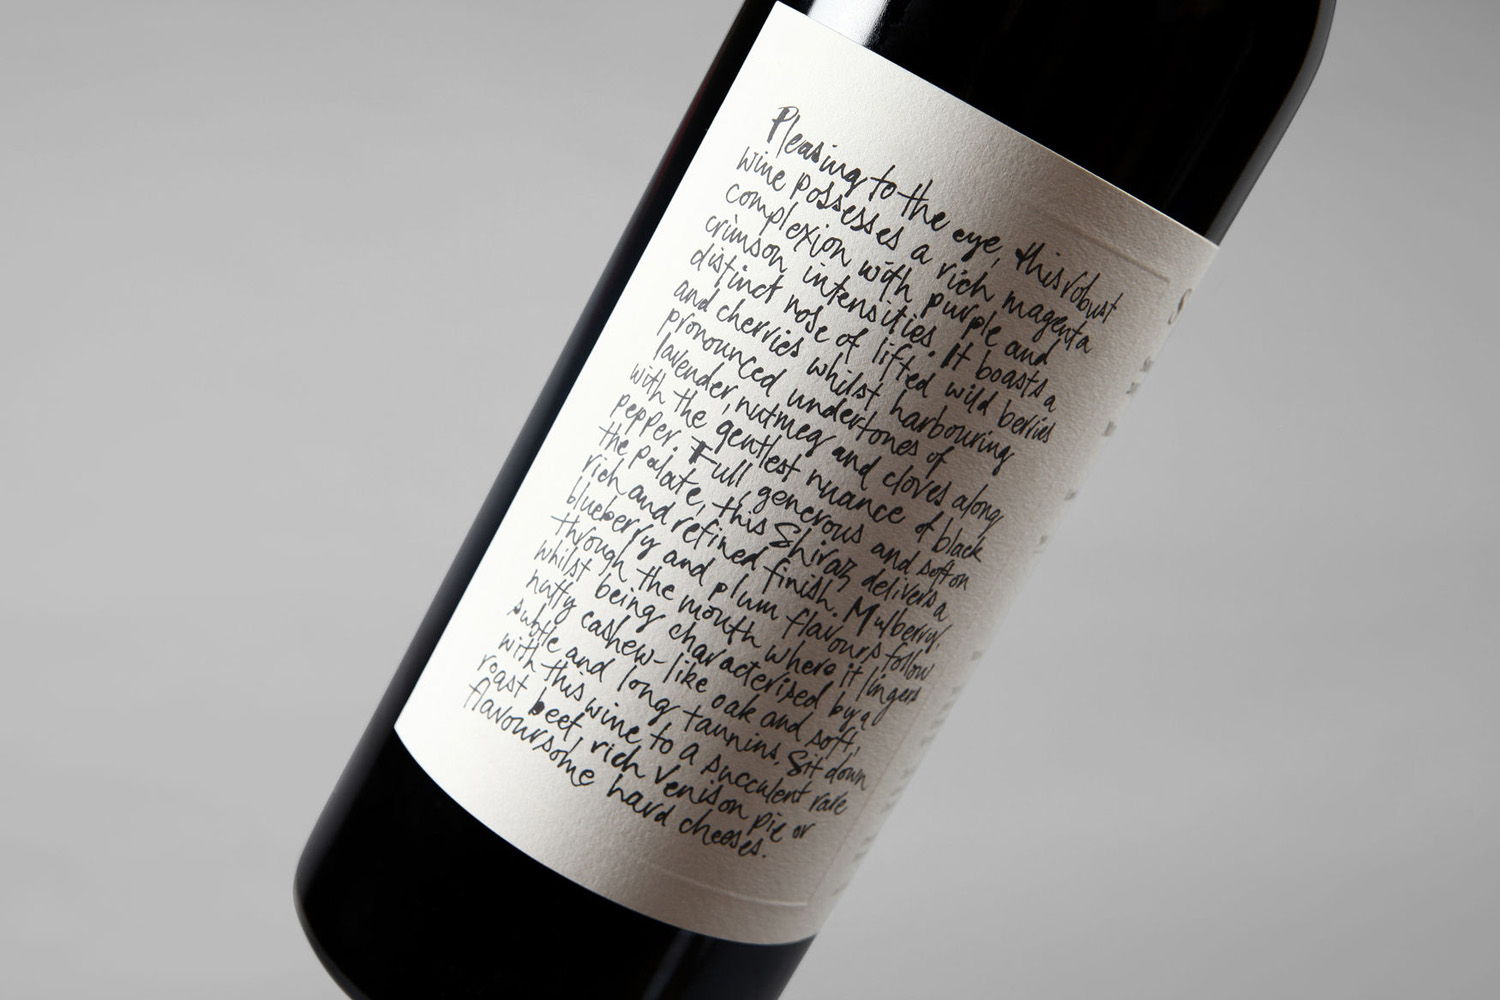 Pleasing to the eye, this robust
wine possesses a rich magenta
complexion with purple and
crimson intensities. It boasts a
distinct nose of lifted wild berries
and cherries whilst harbouring
pronounced undertones of
lavender, nutmeg and cloves along
with the gentlest nuance of black
pepper. Full generous and soft on
the palate, this Shiraz delivers a
rich and refined finish. Mulberry,
blueberry and plum flavours follow
through the mouth where it lingers
whilst being characterised by a
nutty cashew-like oak and soft,
subtle and long tannins. Sit down
with this wine to a succulent rare
roast beef, rich venison pie or
flavoursome hard cheeses.